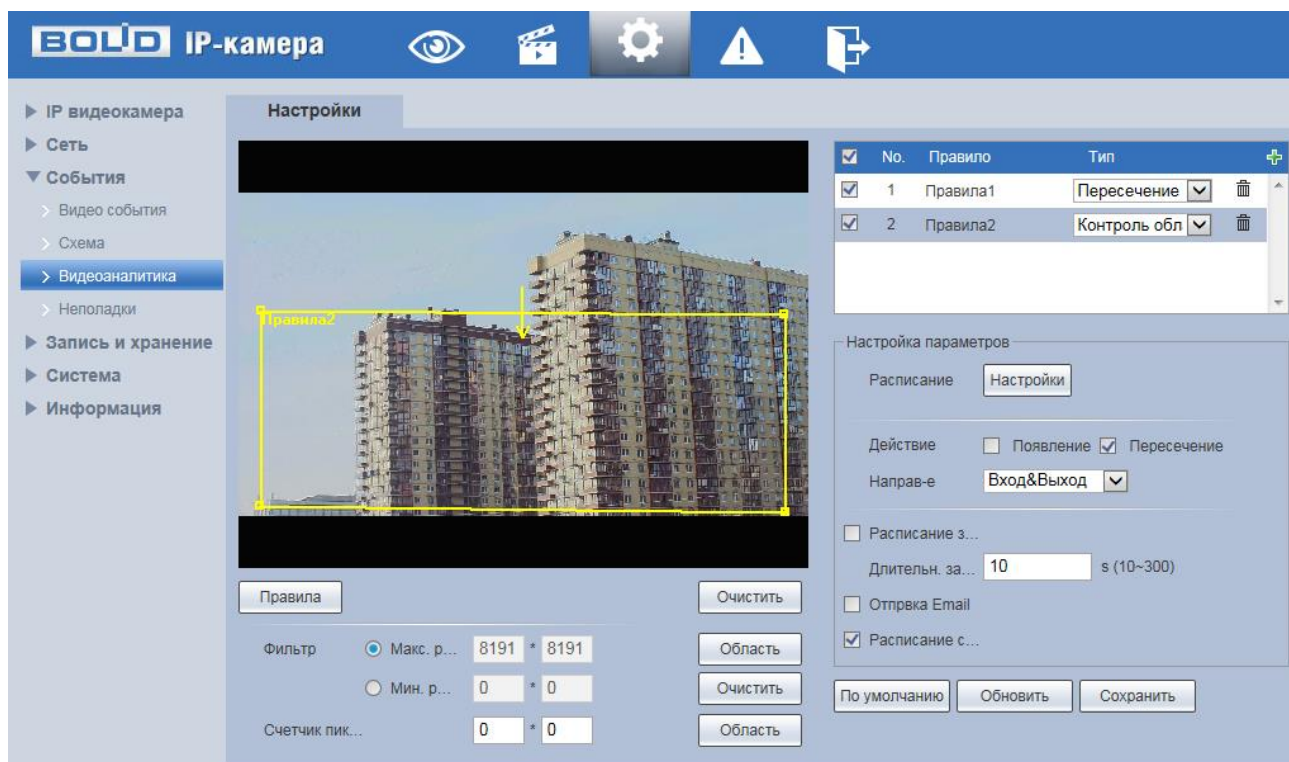 BOLID IP-камера
IP видеокамера
Сеть
События
Видео события
Схема
Видеоаналитика
Неполадки
Запись и хранение
Система
Информация
Настройки
Правила2
Правила
Очистить
Фильтр Макс. р... 8191 * 8191 Область
Мин. р... 0 * 0 Очистить
Счетчик пик... 0 * 0 Область
No. Правило Тип
1 Правила1 Пересечение
2 Правила2 Контроль обл
Настройка параметров
Расписание Настройки
Действие Появление Пересечение
Направ-е Вход&Выход
Расписание з...
Длительн. за... 10 s (10~300)
Отпрвка Email
Расписание с...
По умолчанию Обновить Сохранить